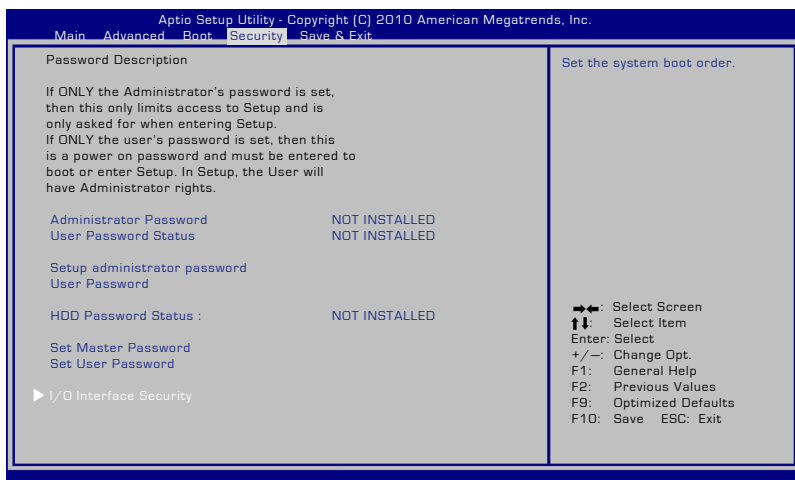 Aptio Setup Utility - Copyright (C) 2010 American Megatrends, Inc.
Main Advanced Boot Security Save & Exit
Password Description
If ONLY the Administrator's password is set,
then this only limits access to Setup and is
only asked for when entering Setup.
If ONLY the user's password is set, then this
is a power on password and must be entered to
boot or enter Setup. In Setup, the User will
have Administrator rights.
Administrator Password NOT INSTALLED
User Password Status NOT INSTALLED
Setup administrator password
User Password
HDD Password Status : NOT INSTALLED
Set Master Password
Set User Password
I/O Interface Security
Set the system boot order.
→←: Select Screen
↑↓: Select Item
Enter: Select
+/—: Change Opt.
F1: General Help
F2: Previous Values
F9: Optimized Defaults
F10: Save ESC: Exit